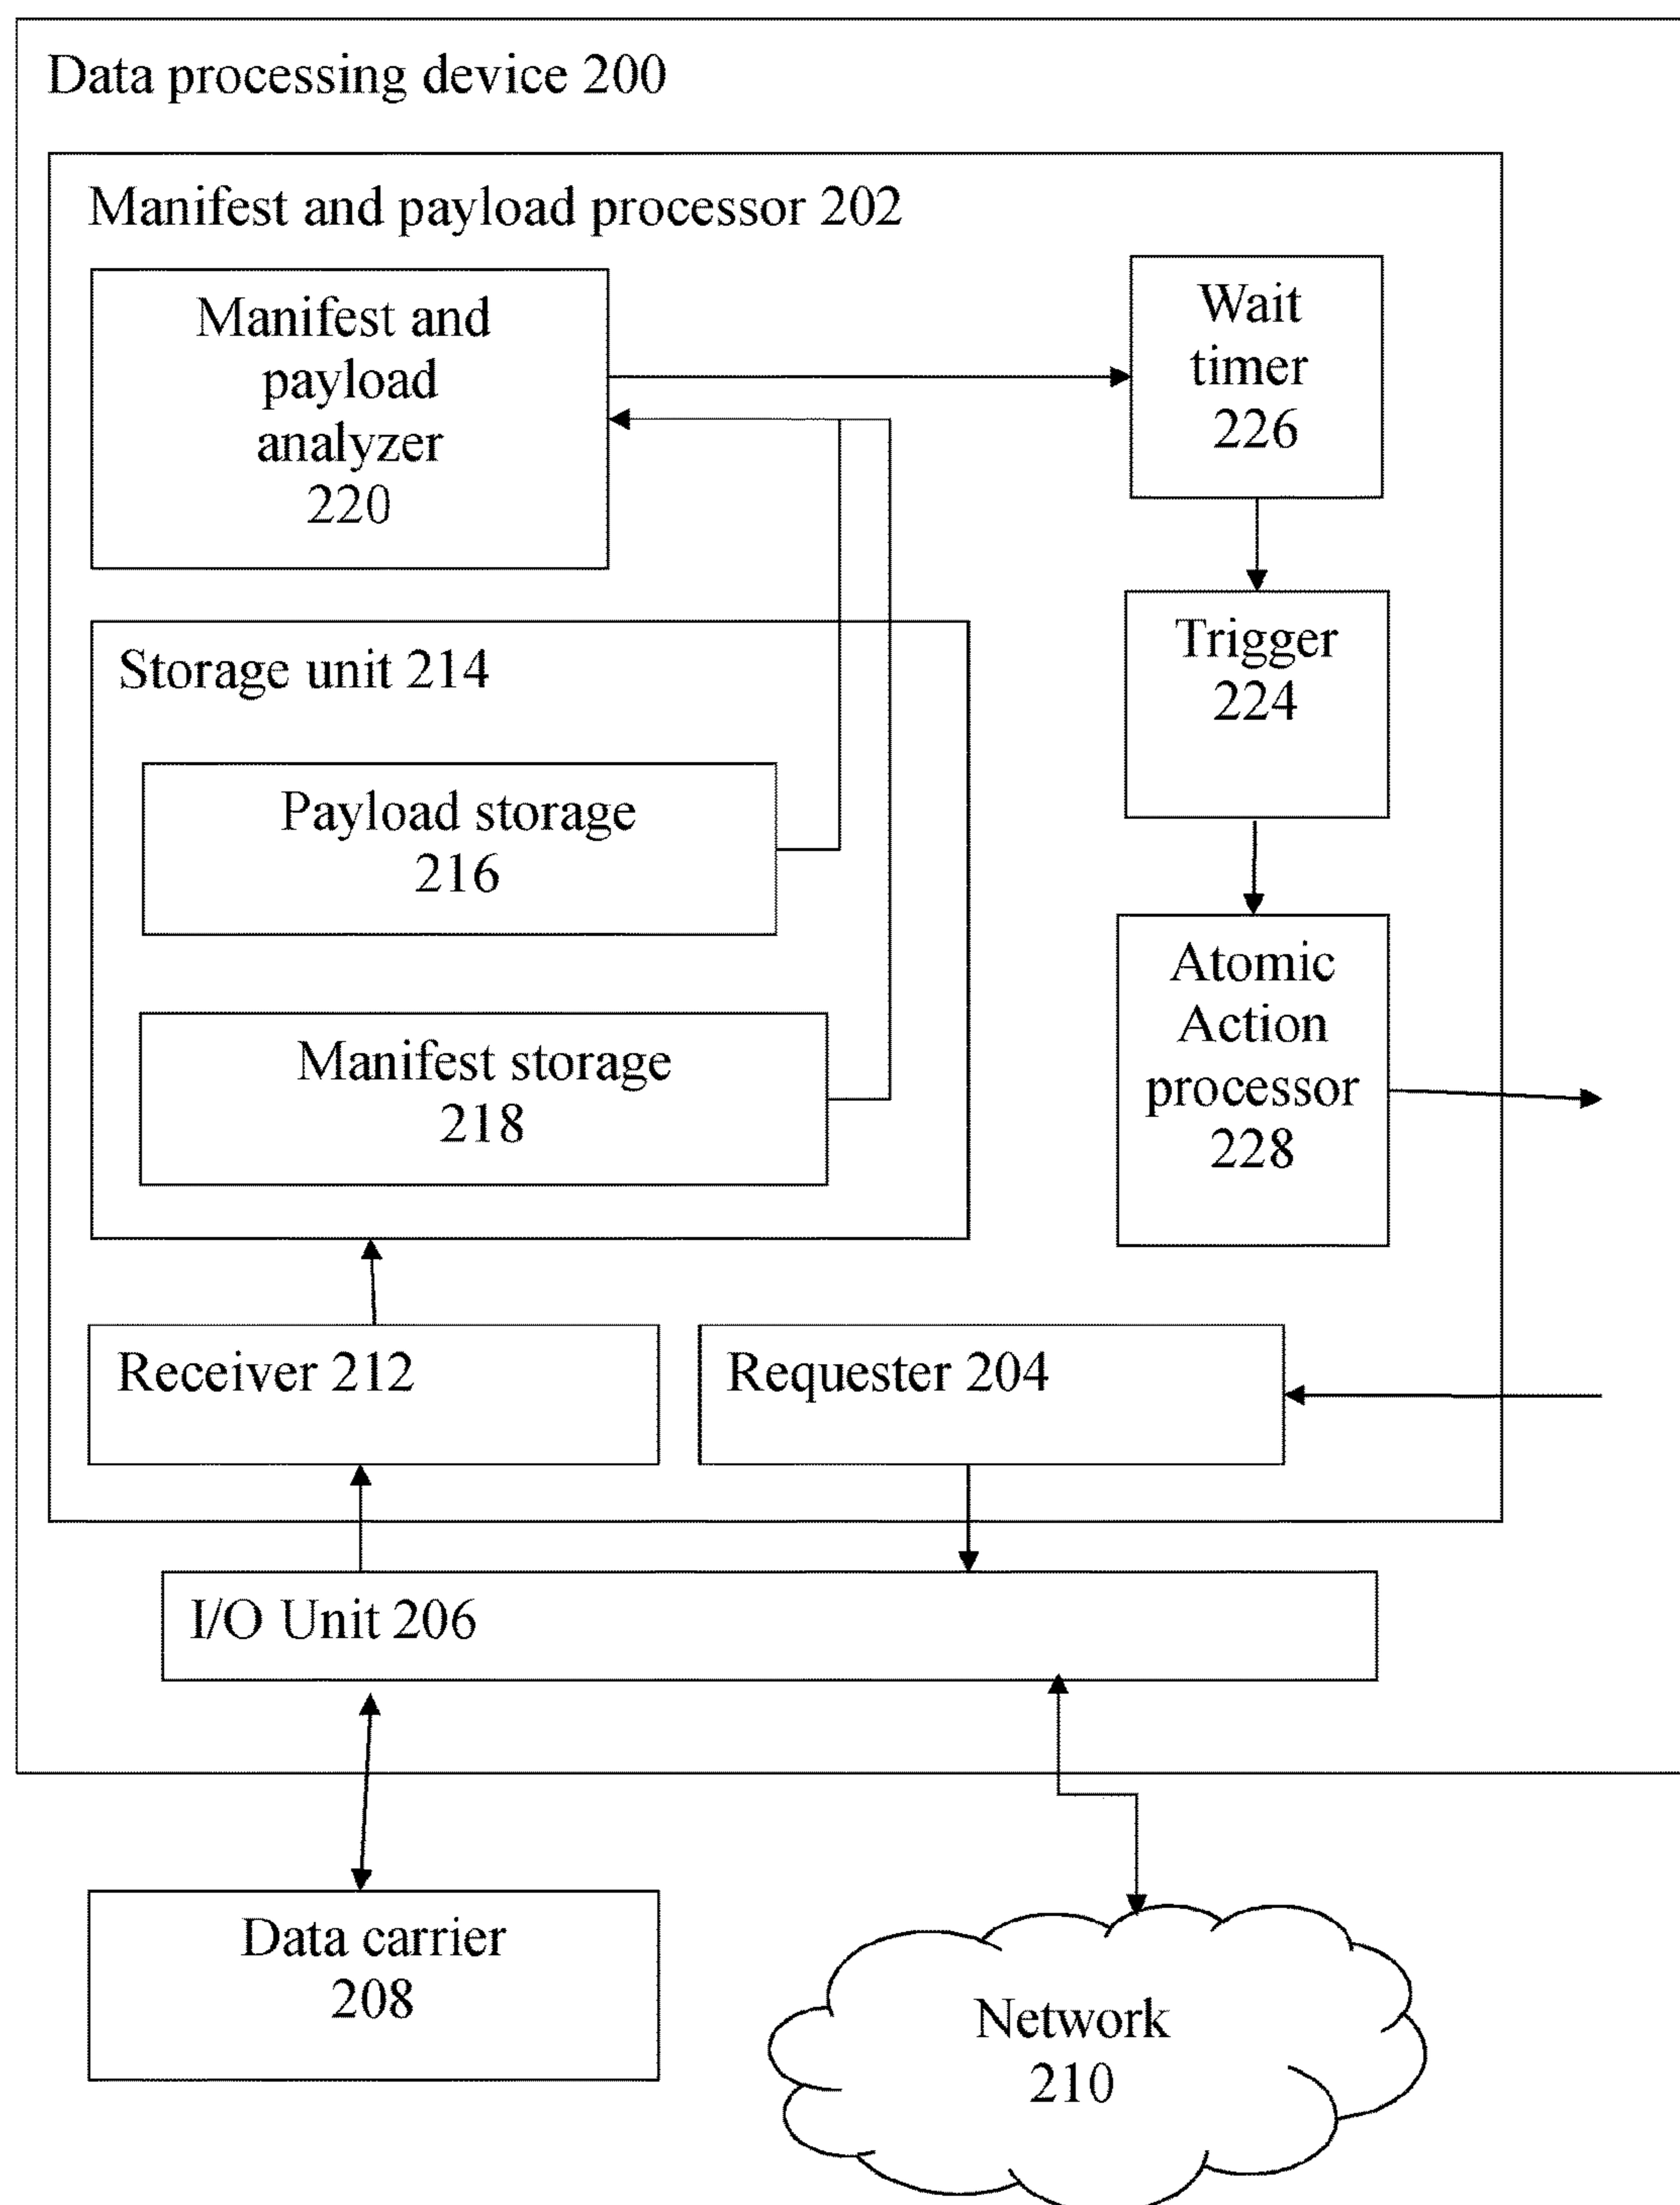 Data processing device 200
Manifest and payload processor 202
Manifest and
payload
analyzer
220
Wait
timer
226
Trigger
224
Storage unit 214
Payload storage
216
Manifest storage
218
Atomic
Action
processor
228
Receiver 212
Requester 204
I/O Unit 206
Data carrier
208
Network
210